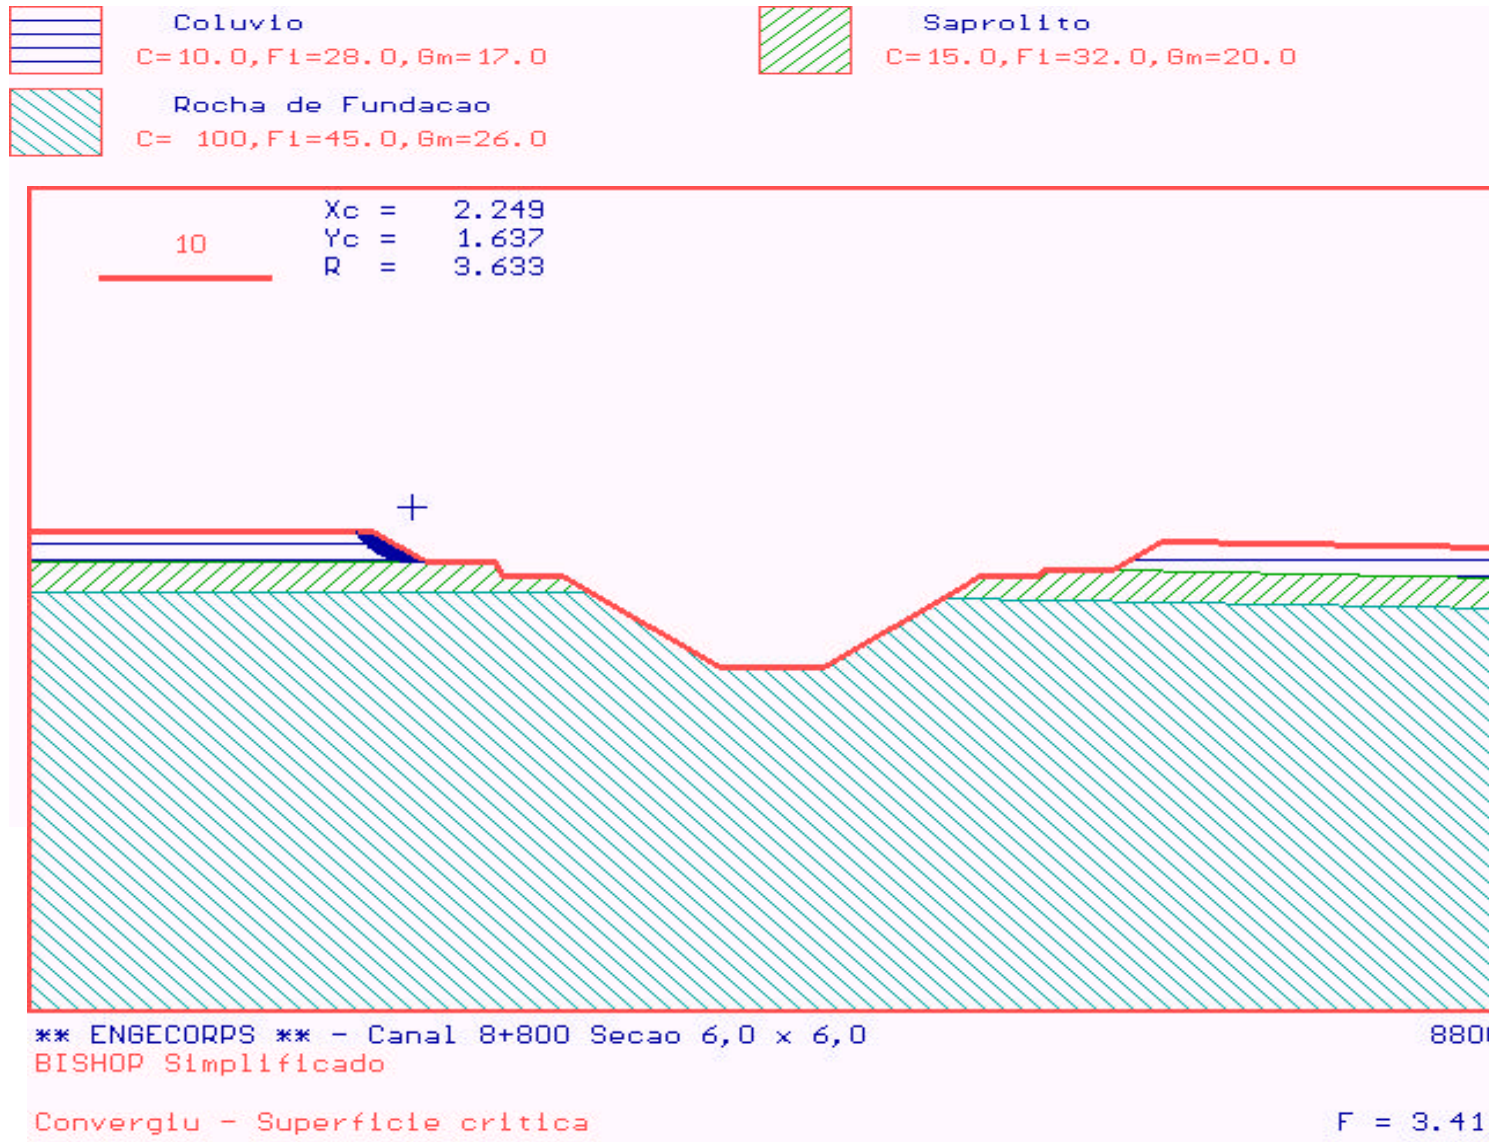 Coluvio
C=10.0,Fi=28.0,Gm=17.0
Saprolito
C=15.0,Fi=32.0,Gm=20.0
Rocha de Fundacao
C= 100,Fi=45.0,Gm=26.0
10
Xc = 2.249
Yc = 1.637
R = 3.633
** ENGECORPS ** - Canal 8+800 Secao 6,0 x 6,0
BISHOP Simplificado
Convergiu - Superficie critica
F = 3.41